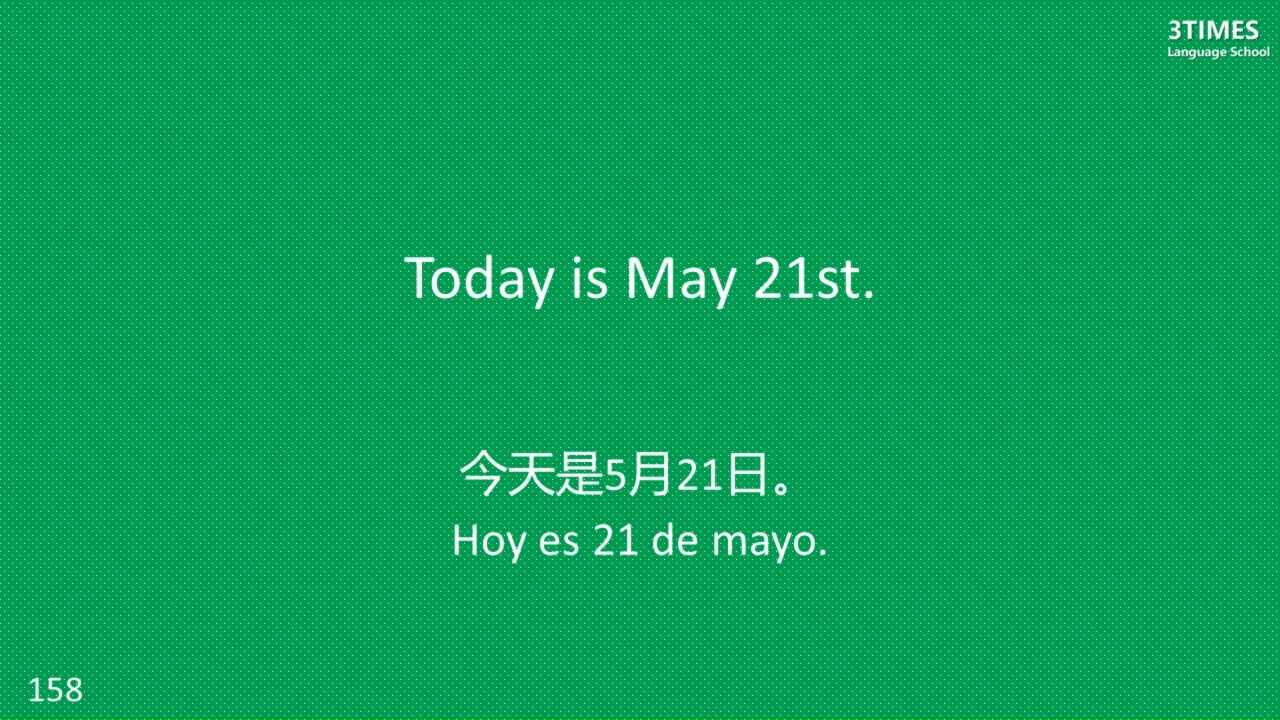 3TIMES
Language School
Today is May 21st.
今天是5月21日。
Hoy es 21 de mayo.
158